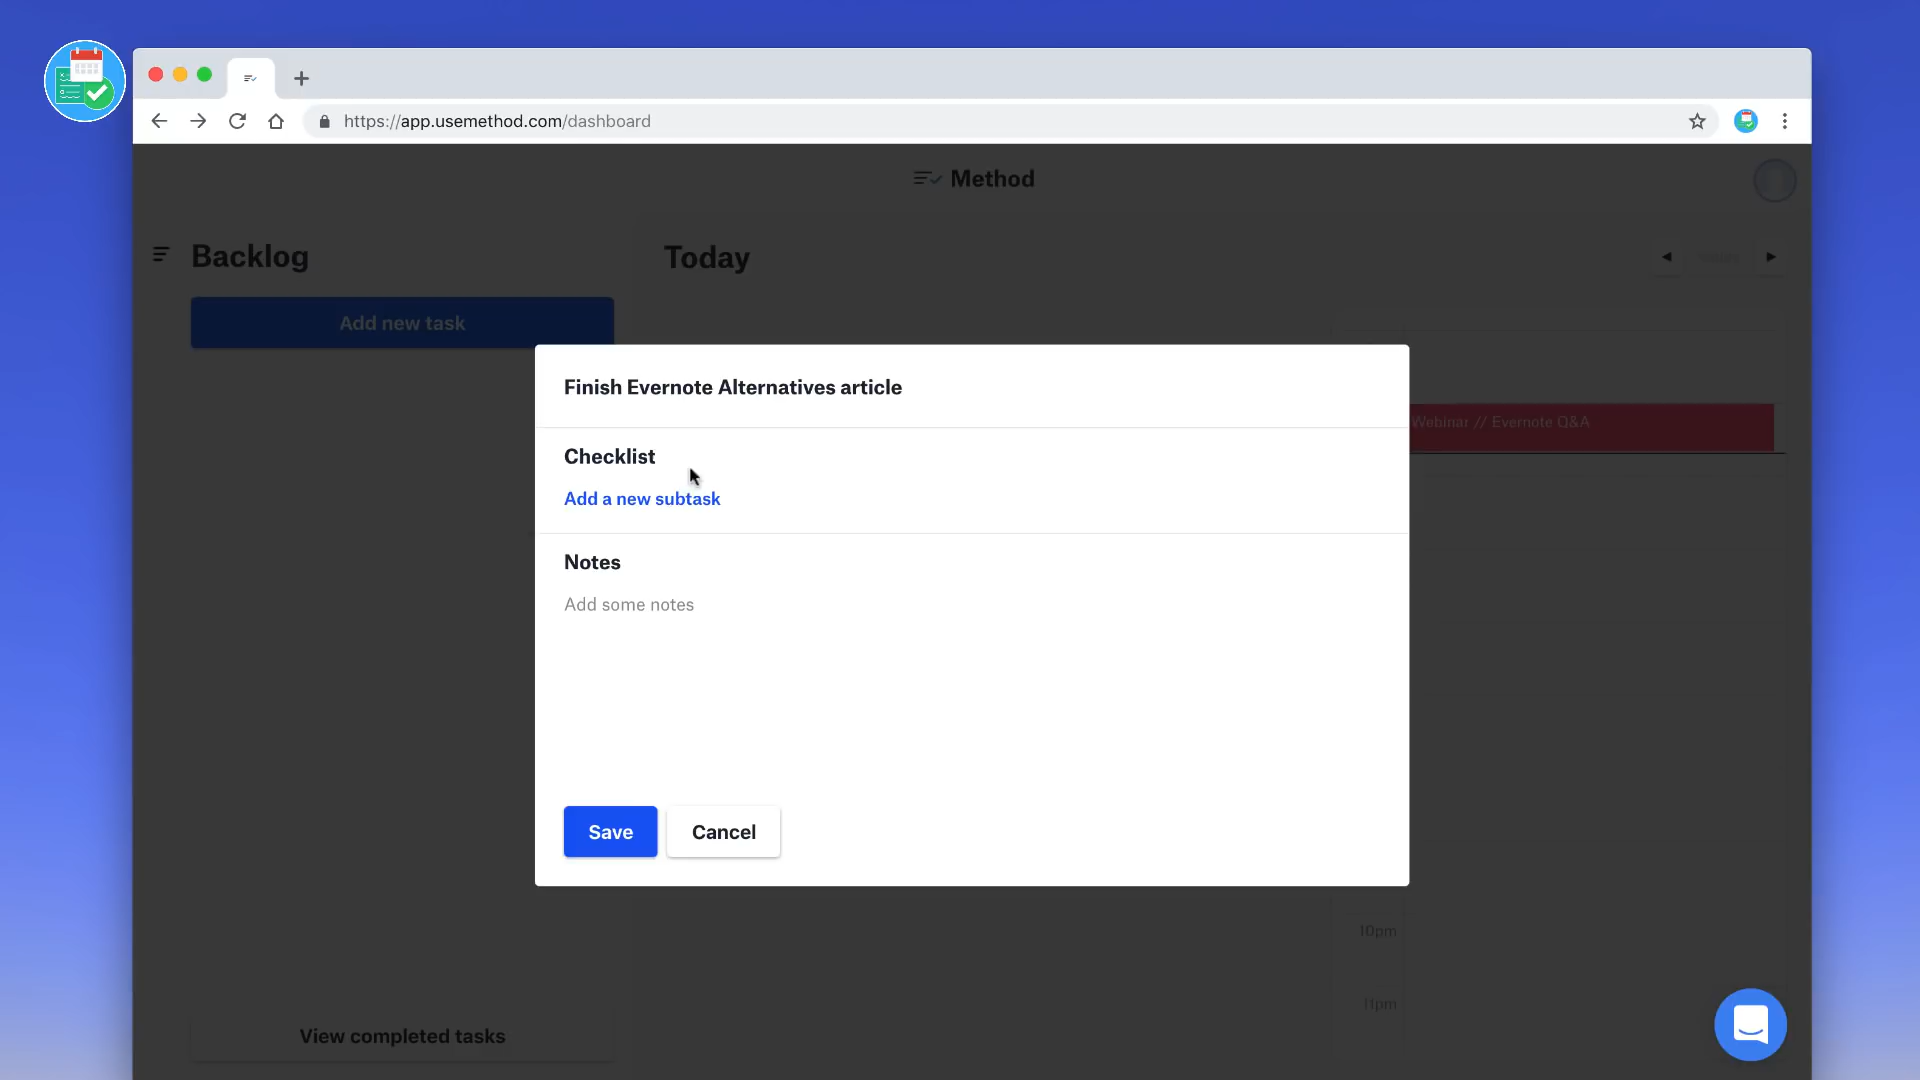 https://app.usemethod.com/dashboard
Method
Backlog
Today
Add new task
Finish Evernote Alternatives article
Webinar // Evernote Q&A
Checklist
Add a new subtask
Notes
Add some notes
Save
Cancel
10pm
11pm
View completed tasks